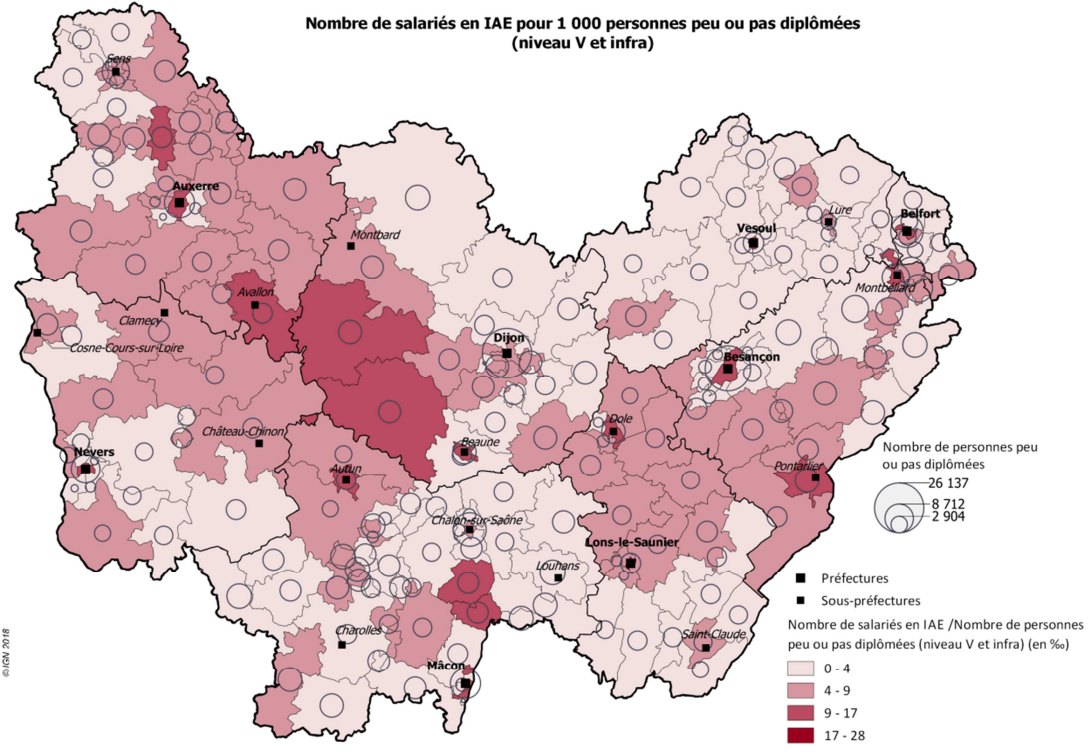 Nombre de salariés en IAE pour 1 000 personnes peu ou pas diplômées
(niveau V et infra)
Sens
Auxerre
Montbard
Avallon
Clamecy
Cosne-Cours-sur-Loire
Château-Chinon
Nevers
Autun
Dijon
Beaune
Vesoul
Lure
Belfort
Montbéliard
Besançon
Dole
Pontarlier
Chalon-sur-Saône
Lons-le-Saunier
Louhans
Charolles
Saint-Claude
Mâcon
Nombre de personnes peu
ou pas diplômées
26 137
8 712
2 904
Préfectures
Sous-préfectures
Nombre de salariés en IAE /Nombre de personnes
peu ou pas diplômées (niveau V et infra) (en ‰)
0 - 4
4 - 9
9 - 17
17 - 28
©IGN 2018